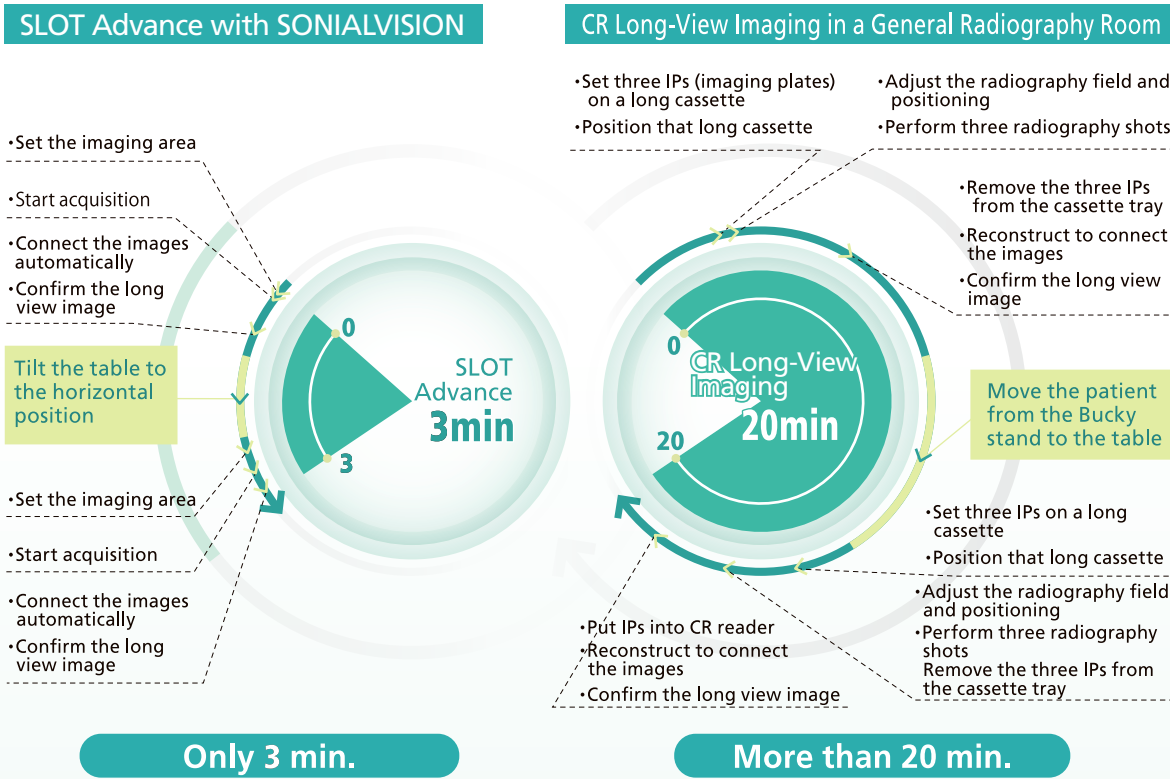 SLOT Advance with SONIALVISION
・Set the imaging area
・Start acquisition
・Connect the images
automatically
・Confirm the long
view image
Tilt the table to
the horizontal
position
・Set the imaging area
・Start acquisition
・Connect the images
automatically
・Confirm the long
view image
0
SLOT
Advance
3min
3
Only 3 min.
CR Long-View Imaging in a General Radiography Room
・Set three IPs (imaging plates)
on a long cassette
・Position that long cassette
・Adjust the radiography field and
positioning
・Perform three radiography shots
・Remove the three IPs
from the cassette tray
・Reconstruct to connect
the images
・Confirm the long view
image
0
CR Long-View
Imaging
20min
20
Move the patient
from the Bucky
stand to the table
・Set three IPs on a long
cassette
・Position that long cassette
・Adjust the radiography field
and positioning
・Perform three radiography
shots
Remove the three IPs from
the cassette tray
・Put IPs into CR reader
・Reconstruct to connect
the images
・Confirm the long view image
More than 20 min.